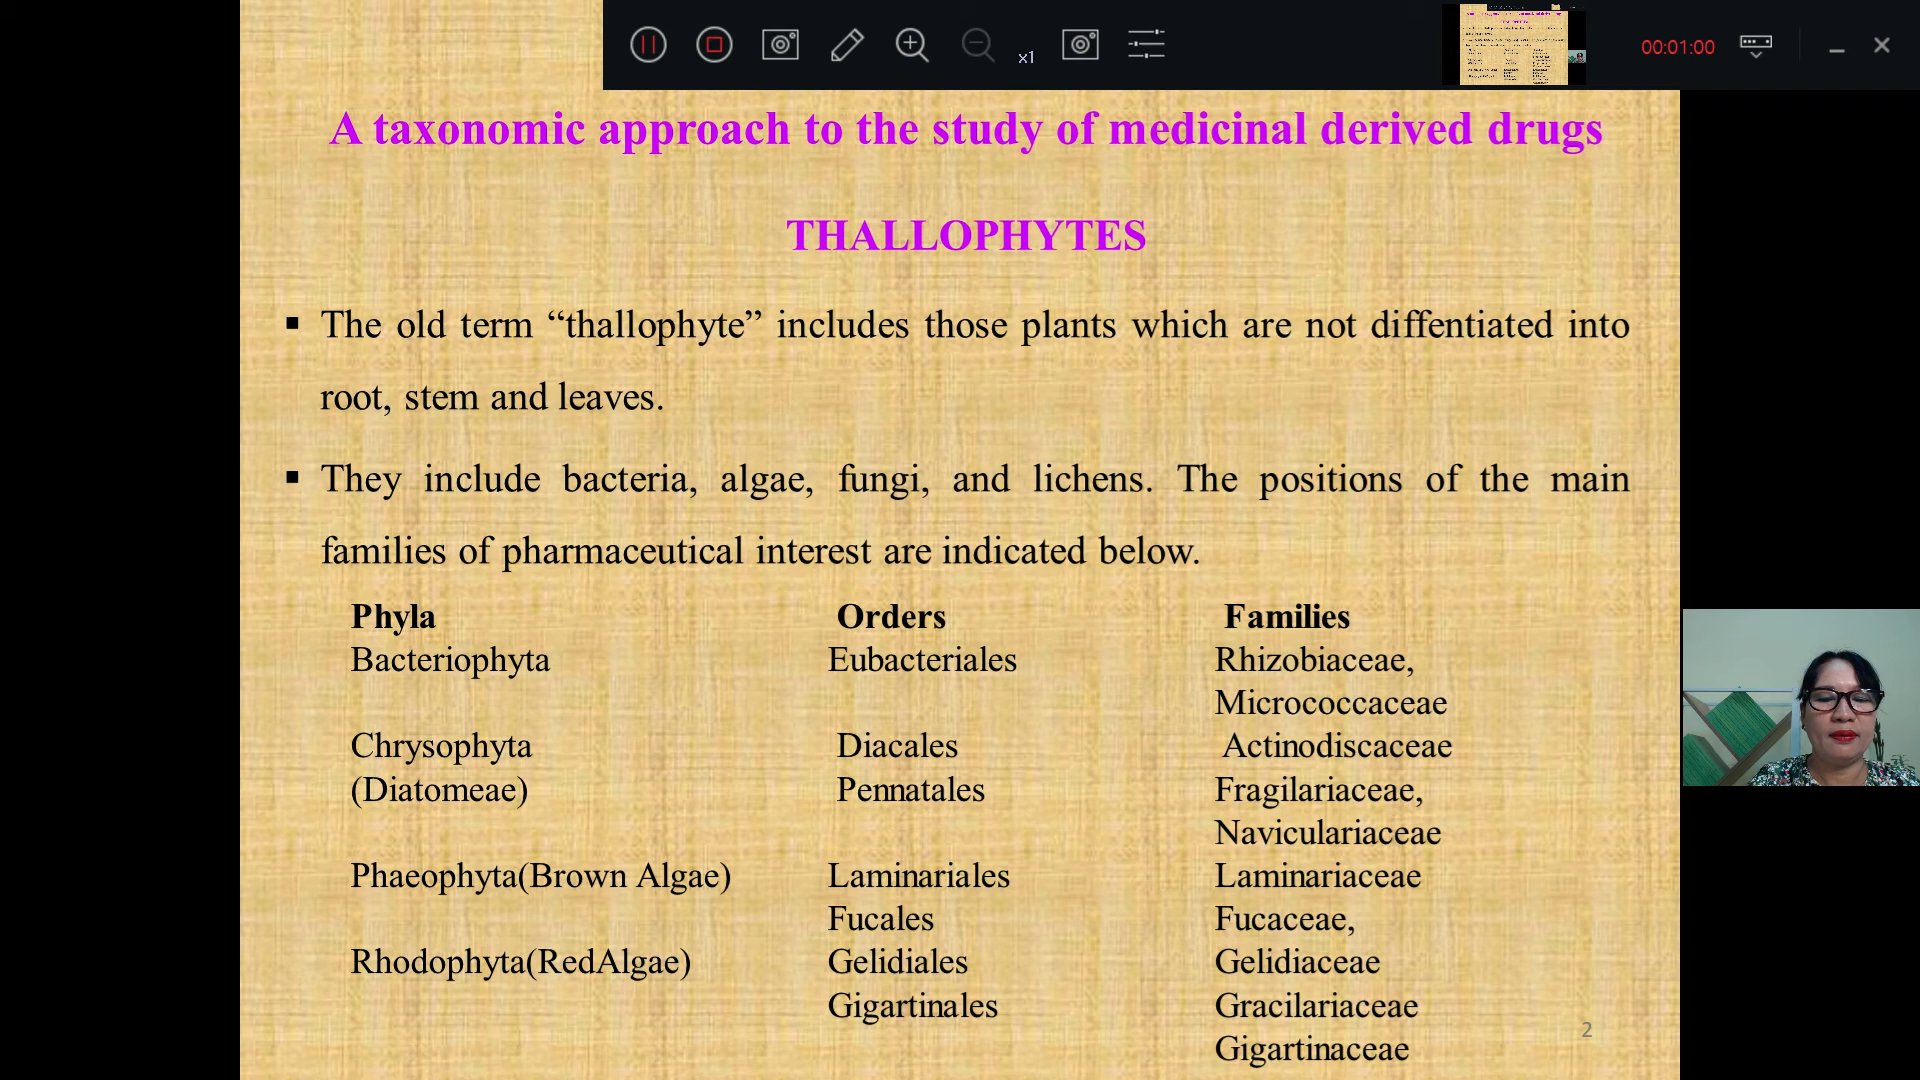 x1
00:01:00
A taxonomic approach to the study of medicinal derived drugs
THALLOPHYTES
▪ The old term “thallophyte” includes those plants which are not diffentiated into
root, stem and leaves.
▪ They include bacteria, algae, fungi, and lichens. The positions of the main
families of pharmaceutical interest are indicated below.
Phyla Orders Families
Bacteriophyta Eubacteriales Rhizobiaceae,
Micrococcaceae
Chrysophyta Diacales Actinodiscaceae
(Diatomeae) Pennatales Fragilariaceae,
Naviculariaceae
Phaeophyta(Brown Algae) Laminariales Laminariaceae
Fucales Fucaceae,
Rhodophyta(RedAlgae) Gelidiales Gelidiaceae
Gigartinales Gracilariaceae
Gigartinaceae
2